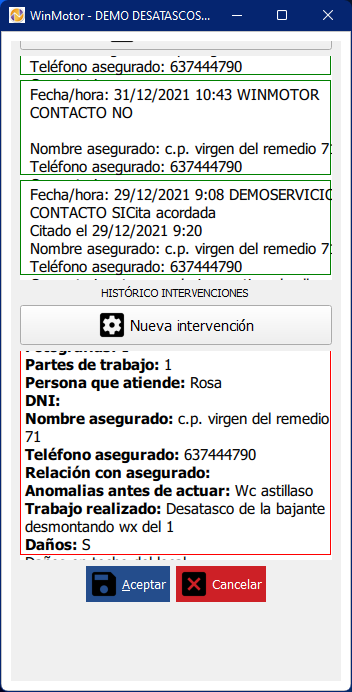 WinMotor - DEMO DESATASCOS...
Teléfono asegurado: 637444790
Fecha/hora: 31/12/2021 10:43 WINMOTOR
CONTACTO NO
Nombre asegurado: c.p. virgen del remedio 71
Teléfono asegurado: 637444790
Fecha/hora: 29/12/2021 9:08 DEMOSERVICIO
CONTACTO SICita acordada
Citado el 29/12/2021 9:20
Nombre asegurado: c.p. virgen del remedio 71
Teléfono asegurado: 637444790
HISTÓRICO INTERVENCIONES
Nueva intervención
Partes de trabajo: 1
Persona que atiende: Rosa
DNI:
Nombre asegurado: c.p. virgen del remedio
71
Teléfono asegurado: 637444790
Relación con asegurado:
Anomalias antes de actuar: Wc astillaso
Trabajo realizado: Desatasco de la bajante
desmontando wx del 1
Daños: S
Aceptar
Cancelar